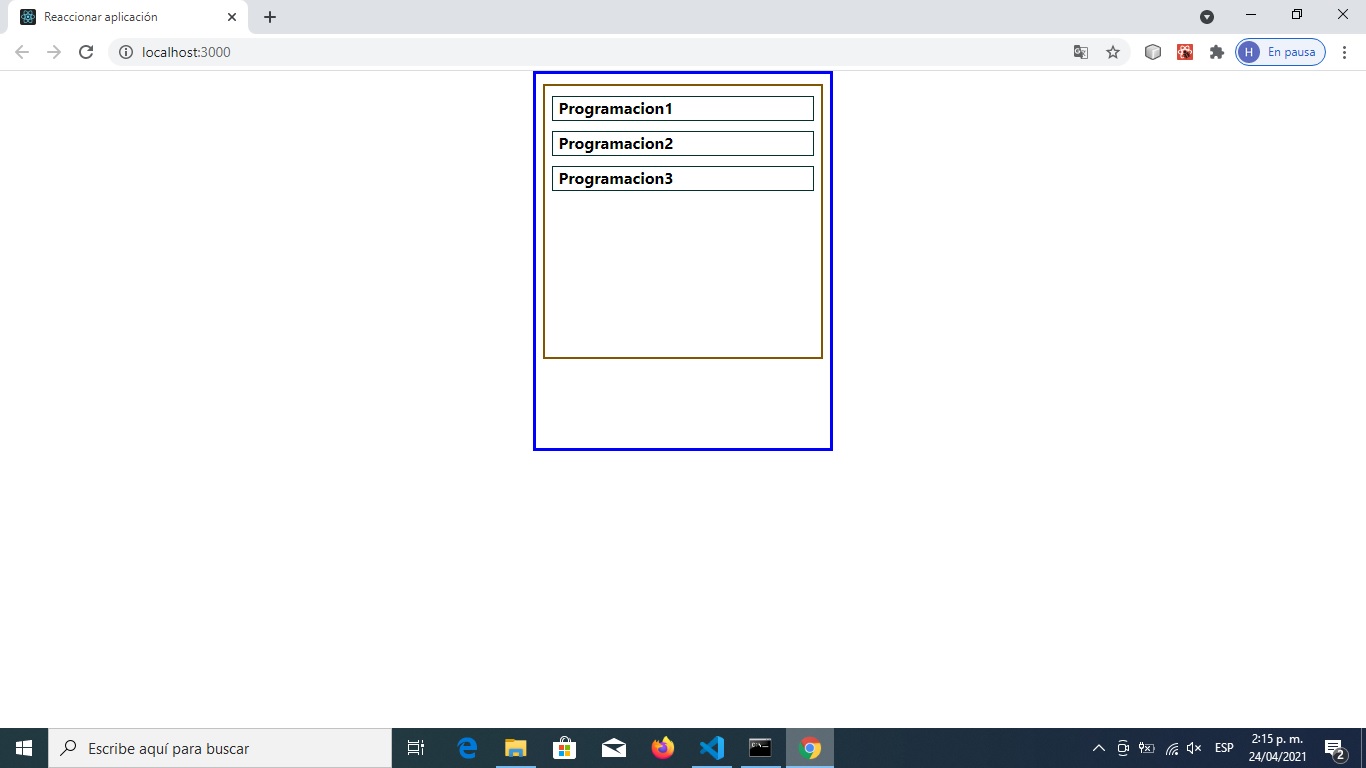 Reaccionar aplicación
localhost:3000
H
En pausa
Programacion1
Programacion2
Programacion3
Escribe aquí para buscar
ESP
2:15 p. m.
24/04/2021
2